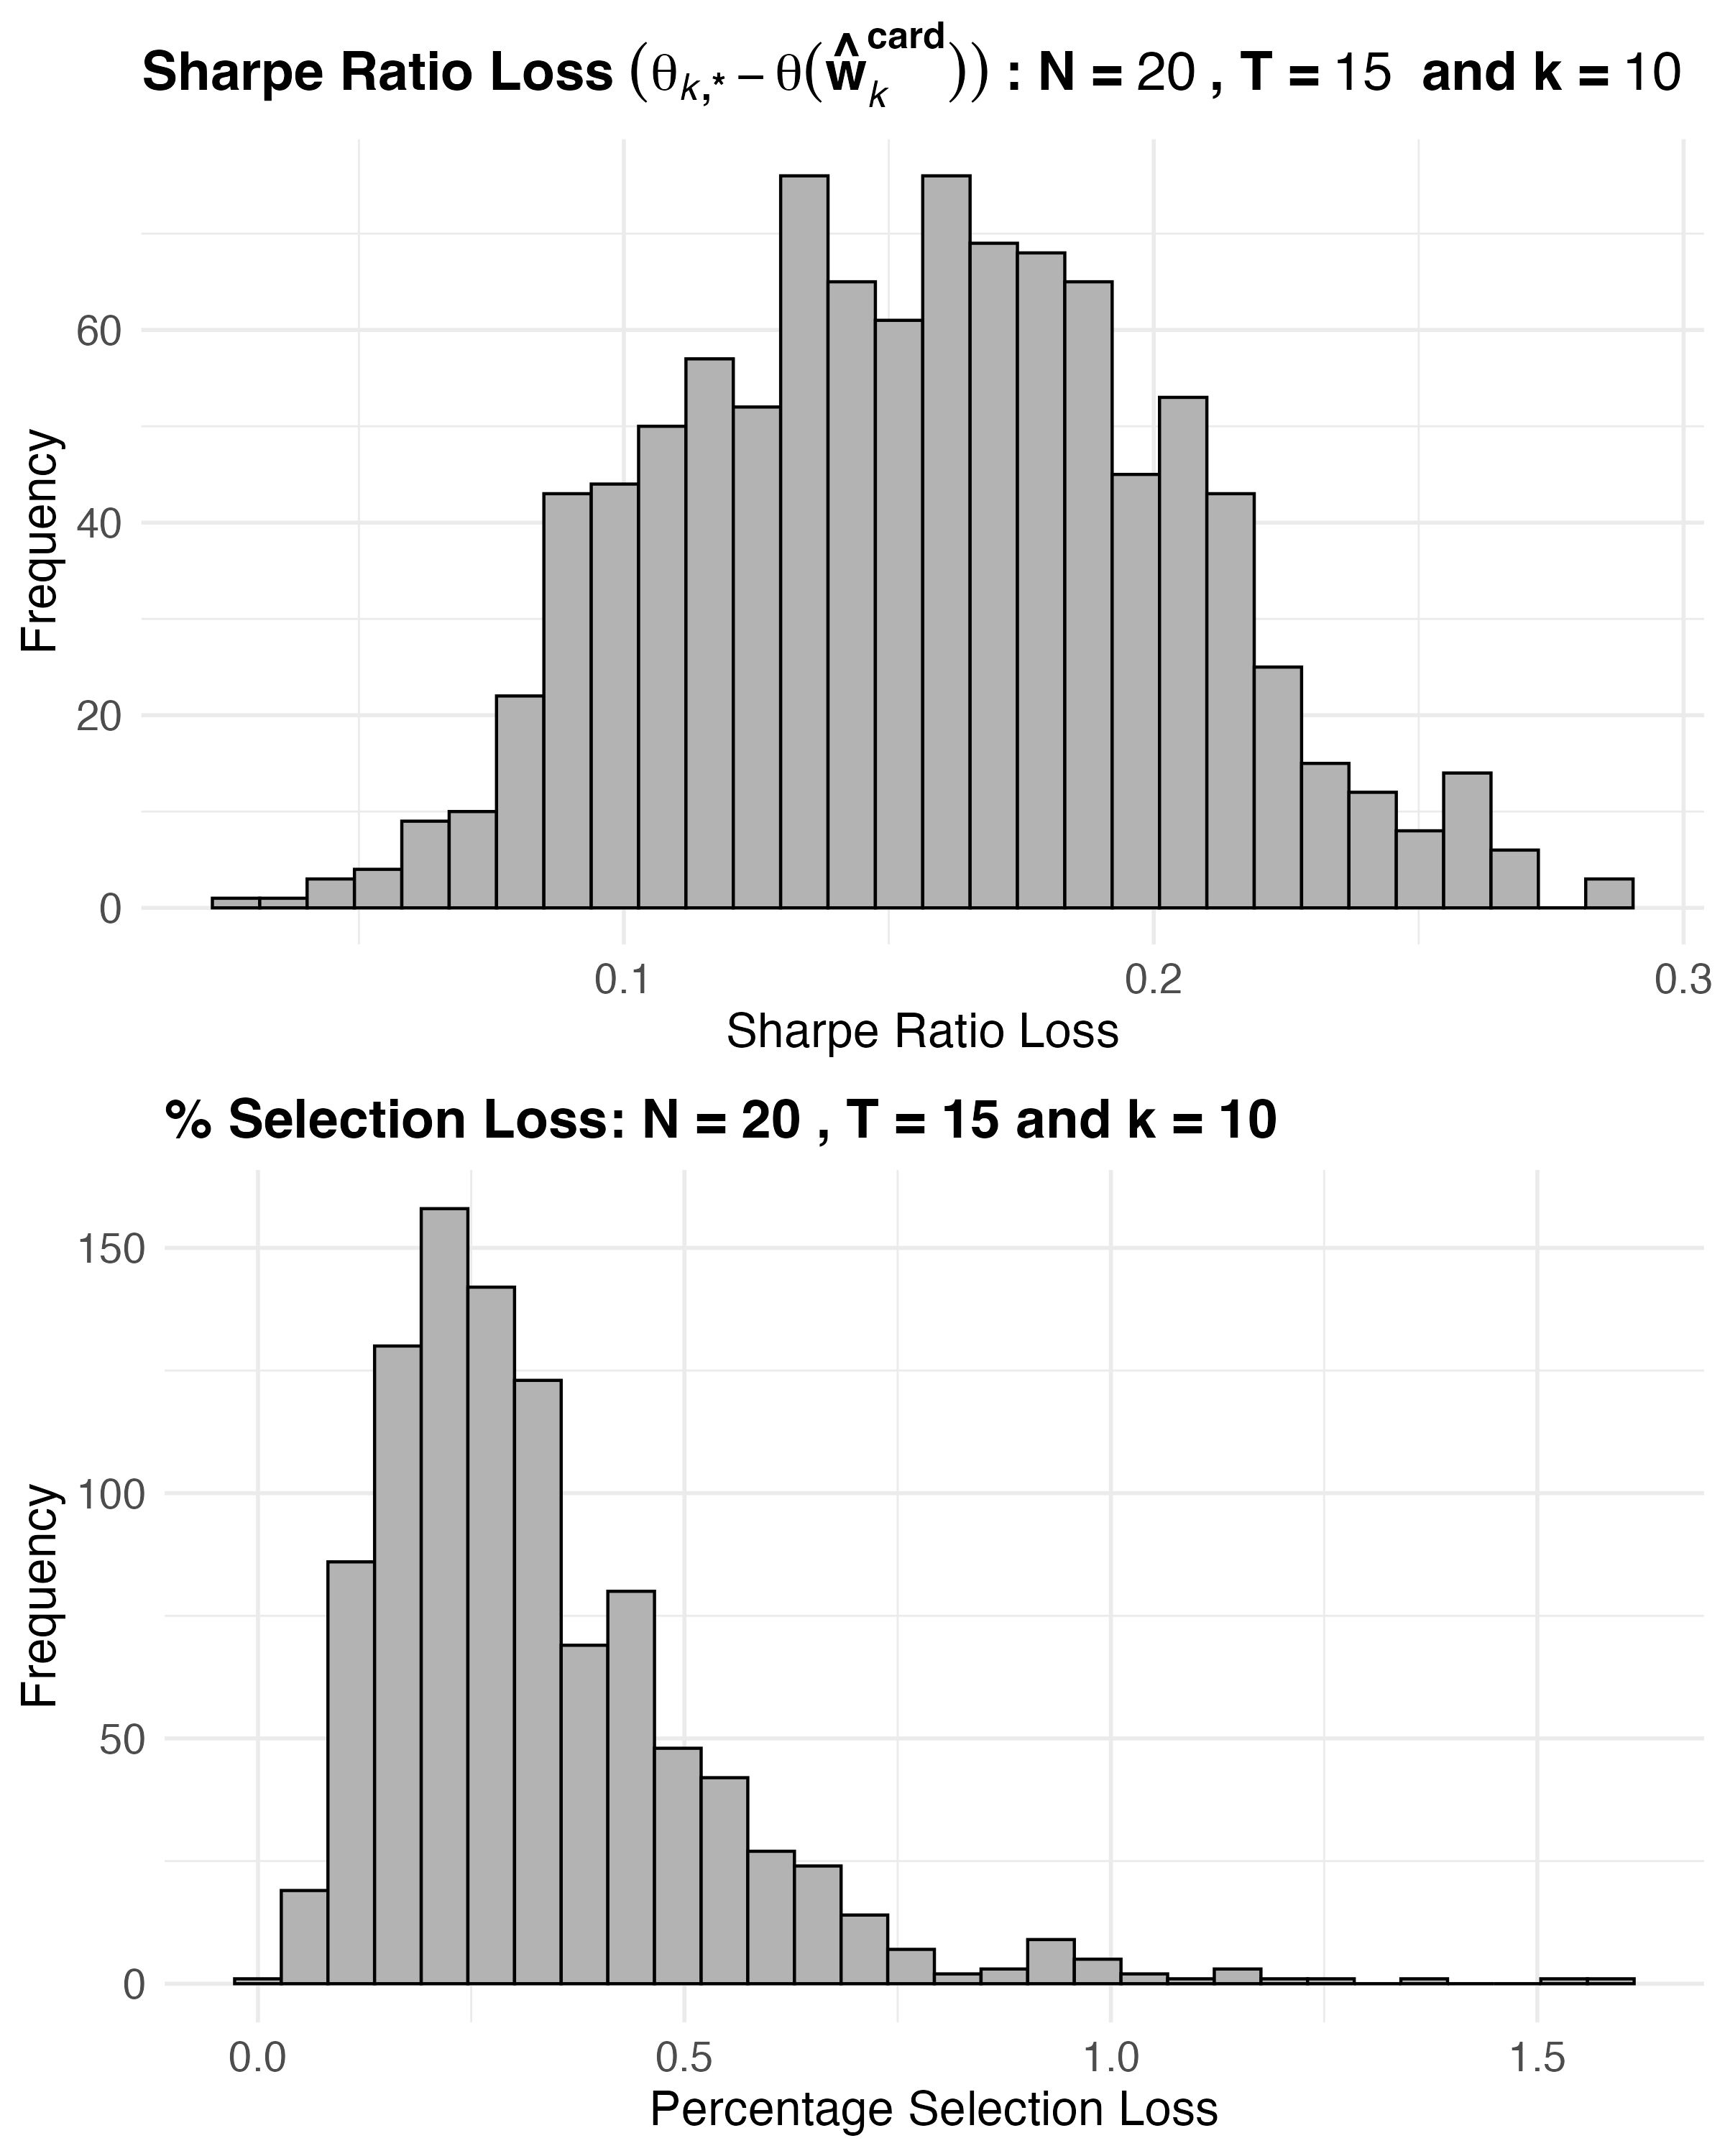 Sharpe Ratio Loss (θk,* − θ(ŵk^card)) : N = 20 , T = 15 and k = 10
Frequency
60
40
20
0
0.1 0.2 0.3
Sharpe Ratio Loss
% Selection Loss: N = 20 , T = 15 and k = 10
Frequency
150
100
50
0
0.0 0.5 1.0 1.5
Percentage Selection Loss